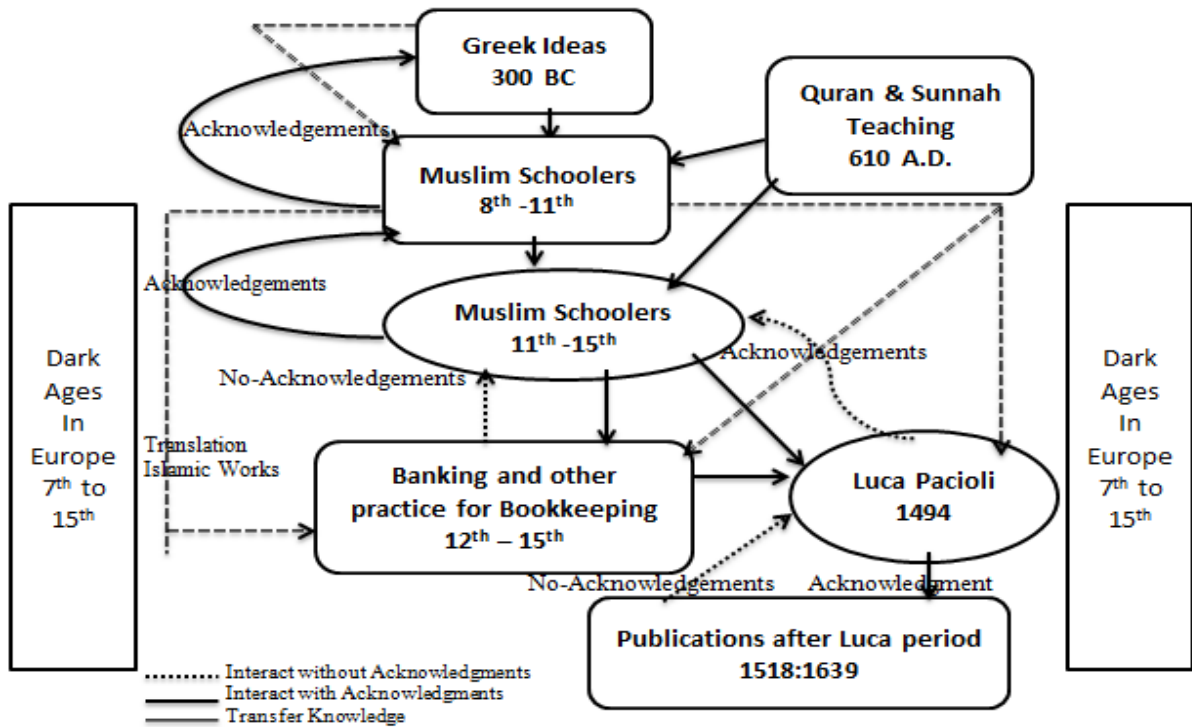 Greek Ideas
300 BC
Quran & Sunnah
Teaching
610 A.D.
Acknowledgements
Muslim Schoolers
8th -11th
Acknowledgements
Muslim Schoolers
11th -15th
Acknowledgements
No-Acknowledgements
Dark
Ages
In
Europe
7th to
15th
Translation
Islamic Works
Banking and other
practice for Bookkeeping
12th – 15th
Luca Pacioli
1494
Dark
Ages
In
Europe
7th to
15th
No-Acknowledgements
Acknowledgment
Publications after Luca period
1518:1639
Interact without Acknowledgments
Interact with Acknowledgments
Transfer Knowledge